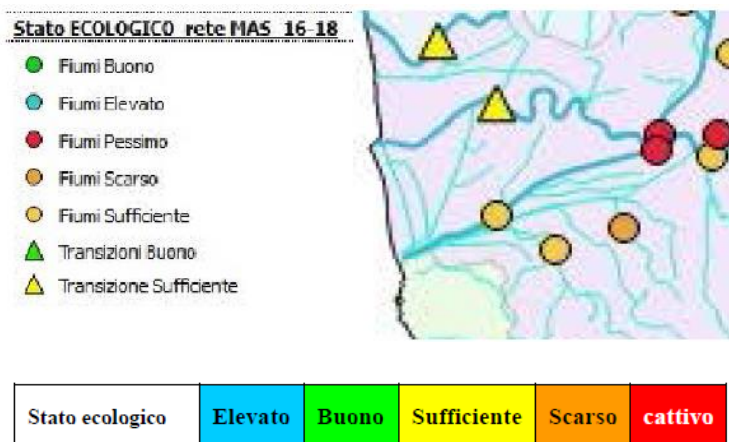 Stato ECOLOGICO rete MAS 16-18
Fiumi Buono
Fiumi Elevato
Fiumi Pessimo
Fiumi Scarso
Fiumi Sufficiente
Transizioni Buono
Transizione Sufficiente
Stato ecologico Elevato Buono Sufficiente Scarso cattivo